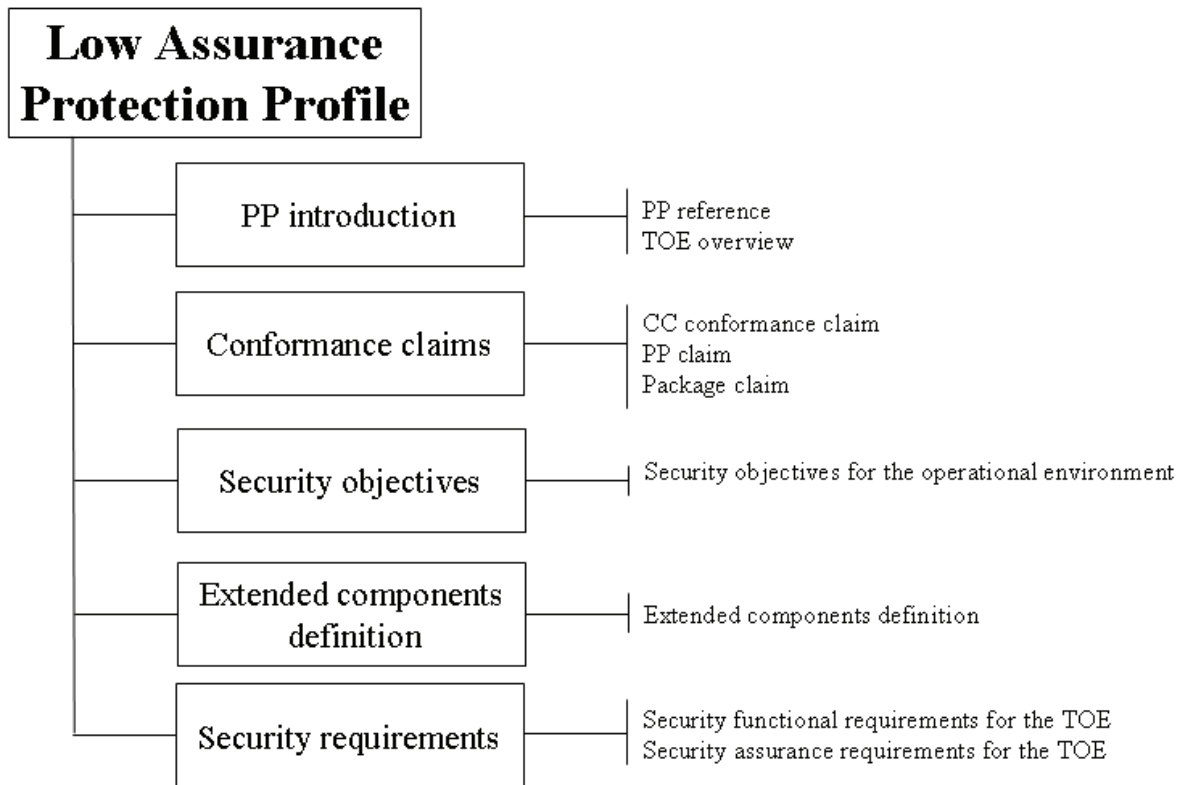 Low Assurance
Protection Profile
PP introduction
PP reference
TOE overview
Conformance claims
CC conformance claim
PP claim
Package claim
Security objectives
Security objectives for the operational environment
Extended components
definition
Extended components definition
Security requirements
Security functional requirements for the TOE
Security assurance requirements for the TOE